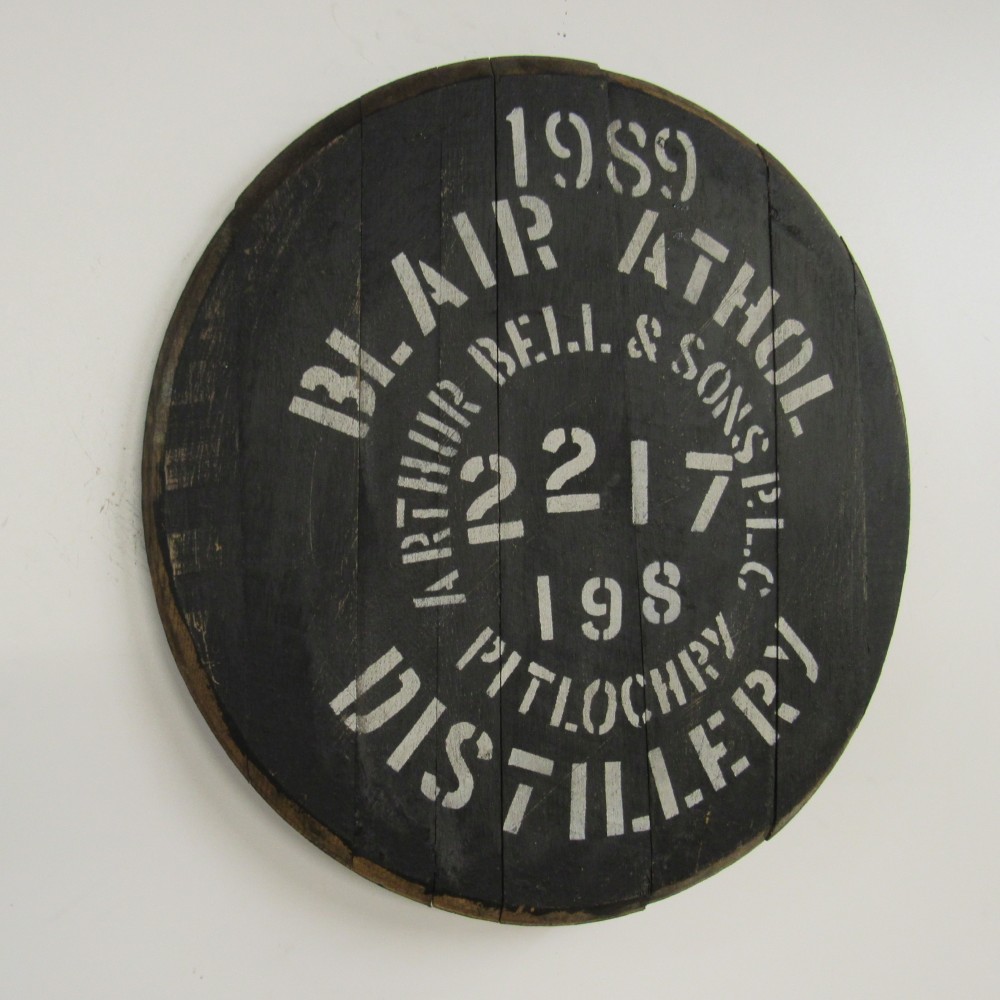 1989
BLAIR ATHOL
ARTHUR BELL & SONS P.L.C
2217
198
PITLOCHRY
DISTILLERY